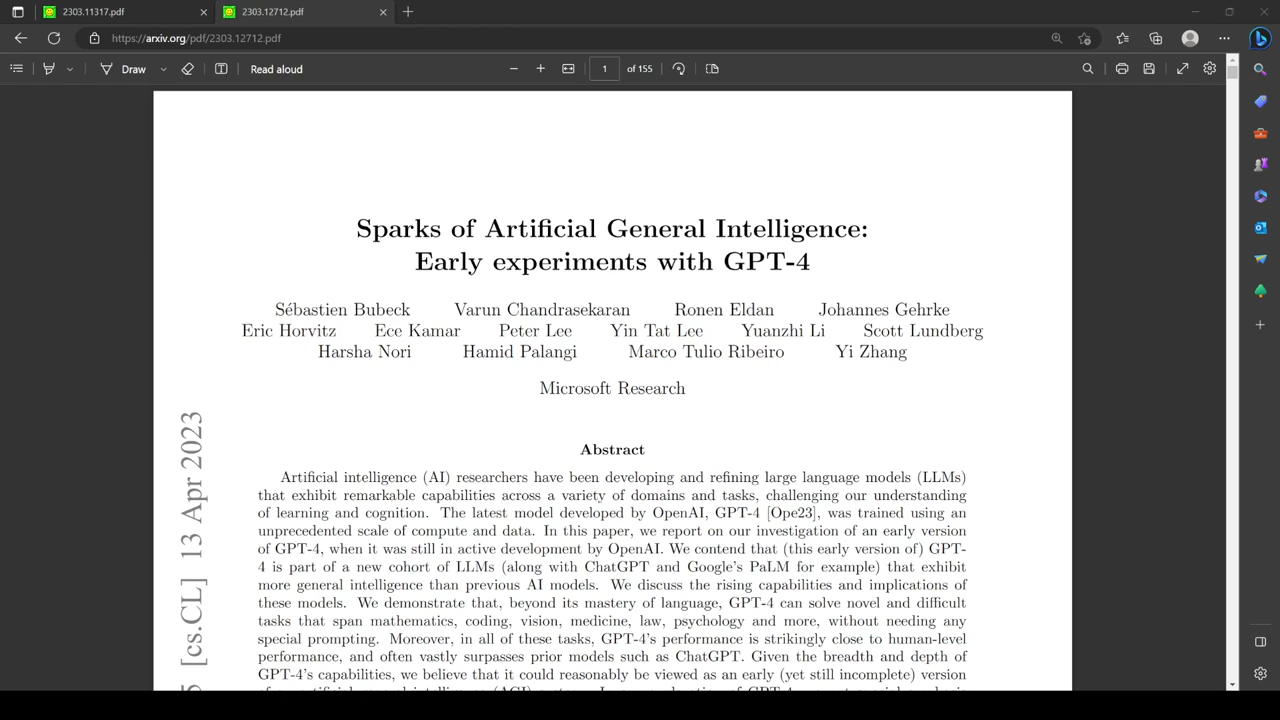 2303.11317.pdf
2303.12712.pdf
https://arxiv.org/pdf/2303.12712.pdf
Draw
Read aloud
1 of 155
Sparks of Artificial General Intelligence:
Early experiments with GPT-4
Sébastien Bubeck Varun Chandrasekaran Ronen Eldan Johannes Gehrke
Eric Horvitz Ece Kamar Peter Lee Yin Tat Lee Yuanzhi Li Scott Lundberg
Harsha Nori Hamid Palangi Marco Tulio Ribeiro Yi Zhang
Microsoft Research
Abstract
Artificial intelligence (AI) researchers have been developing and refining large language models (LLMs)
that exhibit remarkable capabilities across a variety of domains and tasks, challenging our understanding
of learning and cognition. The latest model developed by OpenAI, GPT-4 [Ope23], was trained using an
unprecedented scale of compute and data. In this paper, we report on our investigation of an early version
of GPT-4, when it was still in active development by OpenAI. We contend that (this early version of) GPT-
4 is part of a new cohort of LLMs (along with ChatGPT and Google's PaLM for example) that exhibit
more general intelligence than previous AI models. We discuss the rising capabilities and implications of
these models. We demonstrate that, beyond its mastery of language, GPT-4 can solve novel and difficult
tasks that span mathematics, coding, vision, medicine, law, psychology and more, without needing any
special prompting. Moreover, in all of these tasks, GPT-4's performance is strikingly close to human-level
performance, and often vastly surpasses prior models such as ChatGPT. Given the breadth and depth of
GPT-4's capabilities, we believe that it could reasonably be viewed as an early (yet still incomplete) version
[cs.CL] 13 Apr 2023